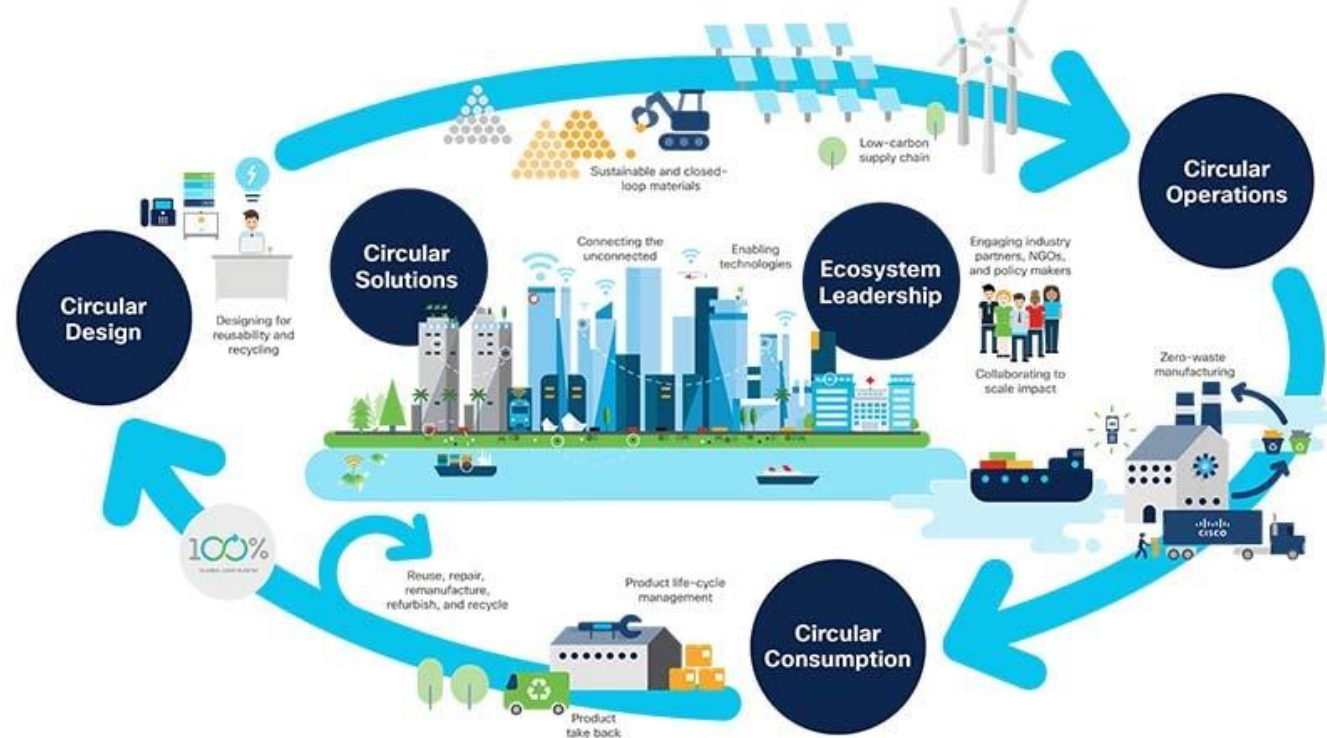 Sustainable and closed-
loop materials
Low-carbon
supply chain
Circular
Operations
Circular
Design
Designing for
reusability and
recycling
Circular
Solutions
Connecting the
unconnected
Enabling
technologies
Ecosystem
Leadership
Engaging industry
partners, NGOs,
and policy makers
Collaborating to
scale impact
Zero-waste
manufacturing
CISCO
Circular
Consumption
Product life-cycle
management
Product
take back
Reuse, repair,
remanufacture,
refurbish, and recycle
100%